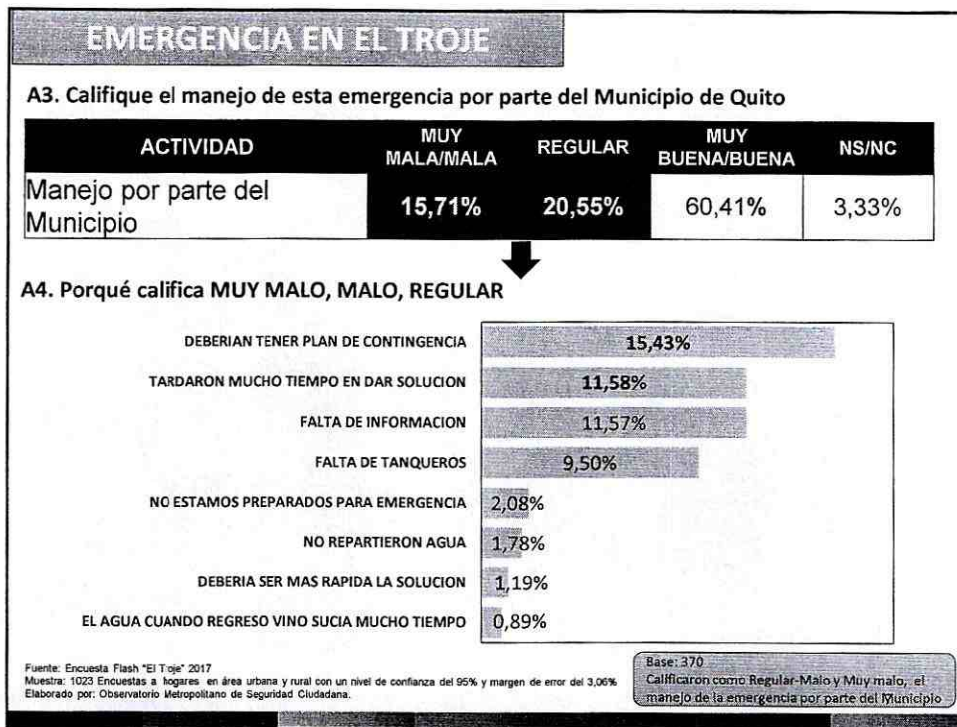 EMERGENCIA EN EL TROJE
A3. Califique el manejo de esta emergencia por parte del Municipio de Quito
ACTIVIDAD
MUY MALA/MALA
REGULAR
MUY BUENA/BUENA
NS/NC
Manejo por parte del Municipio
15,71%
20,55%
60,41%
3,33%
A4. Porqué califica MUY MALO, MALO, REGULAR
DEBERIAN TENER PLAN DE CONTINGENCIA 15,43%
TARDARON MUCHO TIEMPO EN DAR SOLUCION 11,58%
FALTA DE INFORMACION 11,57%
FALTA DE TANQUEROS 9,50%
NO ESTAMOS PREPARADOS PARA EMERGENCIA 2,08%
NO REPARTIERON AGUA 1,78%
DEBERIA SER MAS RAPIDA LA SOLUCION 1,19%
EL AGUA CUANDO REGRESO VINO SUCIA MUCHO TIEMPO 0,89%
Fuente: Encuesta Flash "El Troje" 2017
Muestra: 1023 Encuestas a hogares en área urbana y rural con un nivel de confianza del 95% y margen de error del 3,06%
Elaborado por: Observatorio Metropolitano de Seguridad Ciudadana.
Base: 370
Calificaron como Regular-Malo y Muy malo, el
manejo de la emergencia por parte del Municipio